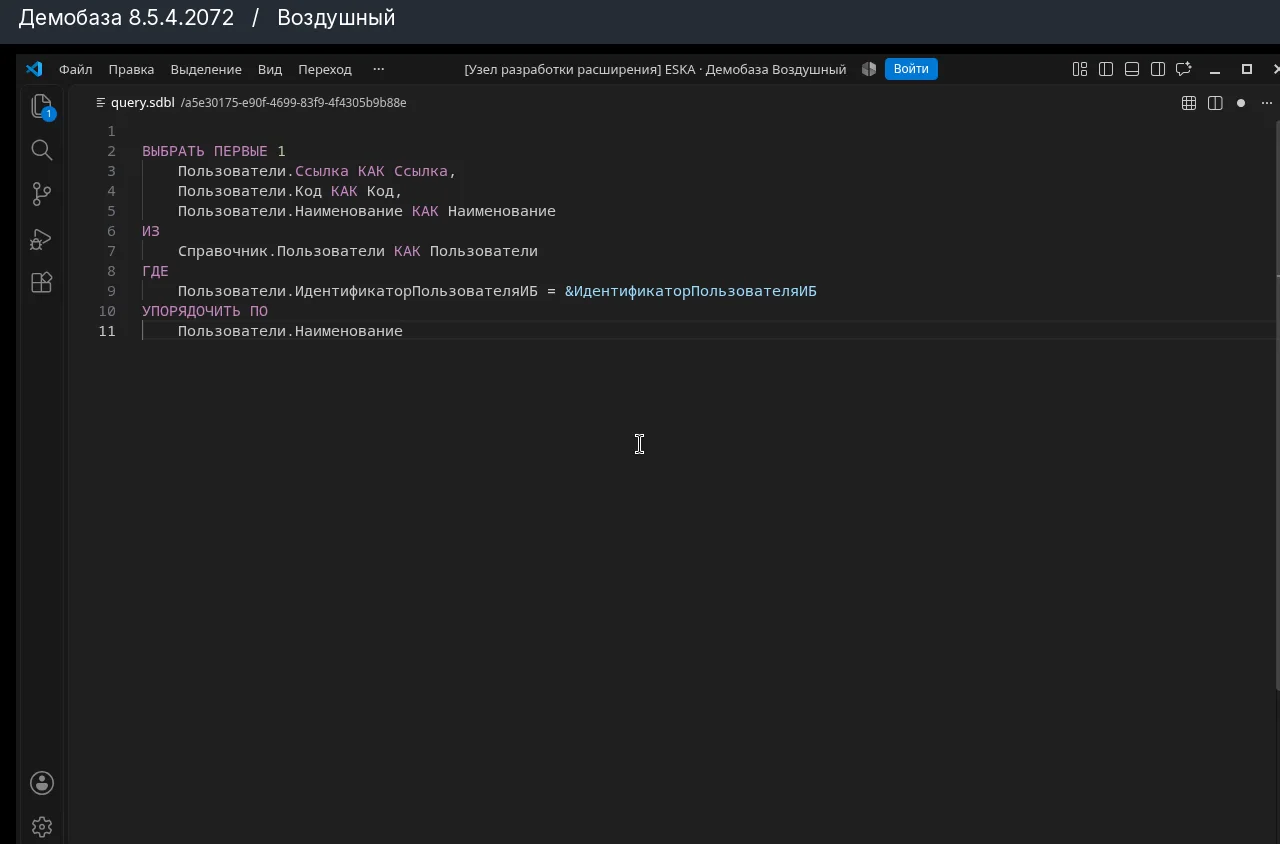 Демобаза 8.5.4.2072 / Воздушный
Файл Правка Выделение Вид Переход ··· [Узел разработки расширения] ESKA · Демобаза Воздушный Войти
1 query.sdbl /a5e30175-e90f-4699-83f9-4f4305b9b88e ···
1
2 ВЫБРАТЬ ПЕРВЫЕ 1
3 Пользователи.Ссылка КАК Ссылка,
4 Пользователи.Код КАК Код,
5 Пользователи.Наименование КАК Наименование
6 ИЗ
7 Справочник.Пользователи КАК Пользователи
8 ГДЕ
9 Пользователи.ИдентификаторПользователяИБ = &ИдентификаторПользователяИБ
10 УПОРЯДОЧИТЬ ПО
11 Пользователи.Наименование